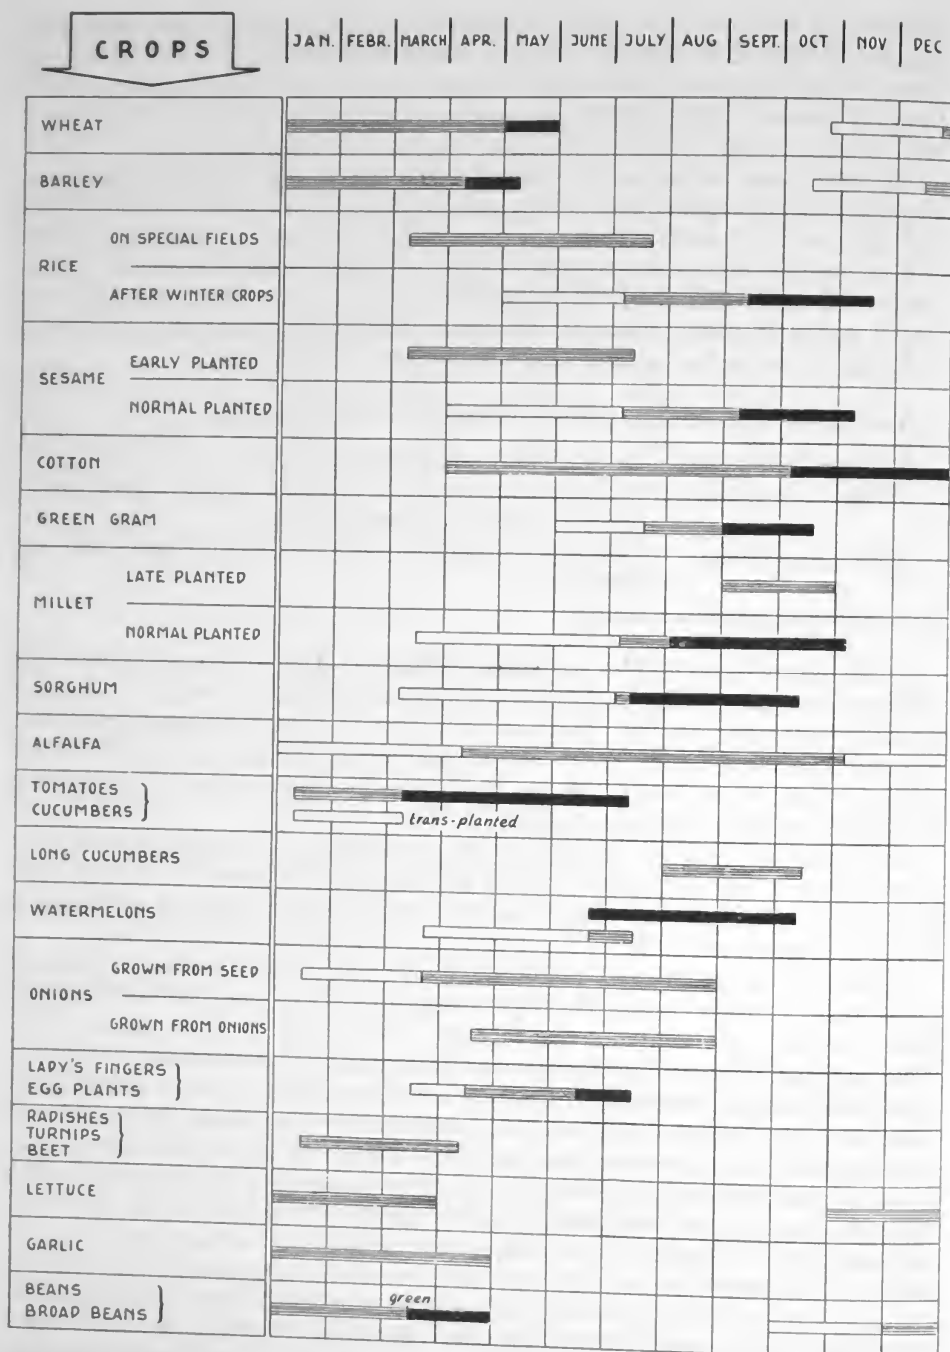 CROPS
JAN. FEBR. MARCH APR. MAY JUNE JULY AUG SEPT. OCT NOV DEC
WHEAT
BARLEY
RICE
ON SPECIAL FIELDS
AFTER WINTER CROPS
SESAME
EARLY PLANTED
NORMAL PLANTED
COTTON
GREEN GRAM
MILLET
LATE PLANTED
NORMAL PLANTED
SORGHUM
ALFALFA
TOMATOES
CUCUMBERS
trans-planted
LONG CUCUMBERS
WATERMELONS
ONIONS
GROWN FROM SEED
GROWN FROM ONIONS
LADY'S FINGERS
EGG PLANTS
RADISHES
TURNIPS
BEET
LETTUCE
GARLIC
BEANS
BROAD BEANS
green